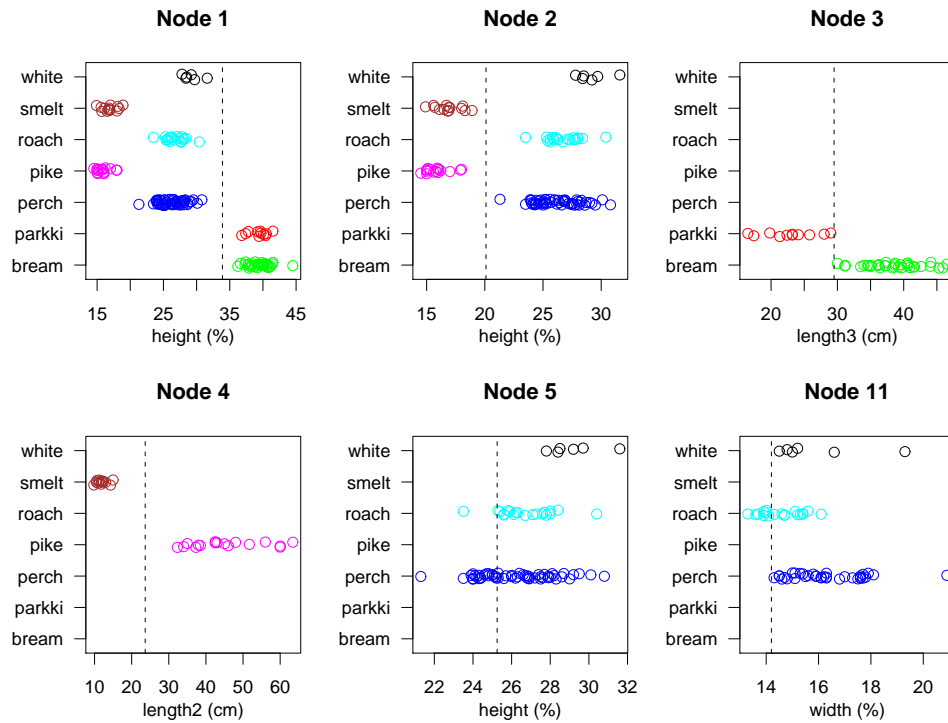 Node 1
white
smelt
roach
pike
perch
parkki
bream
15 25 35 45
height (%)
Node 2
white
smelt
roach
pike
perch
parkki
bream
15 20 25 30
height (%)
Node 3
white
smelt
roach
pike
perch
parkki
bream
20 30 40
length3 (cm)
Node 4
white
smelt
roach
pike
perch
parkki
bream
10 20 30 40 50 60
length2 (cm)
Node 5
white
smelt
roach
pike
perch
parkki
bream
22 24 26 28 30 32
height (%)
Node 11
white
smelt
roach
pike
perch
parkki
bream
14 16 18 20
width (%)